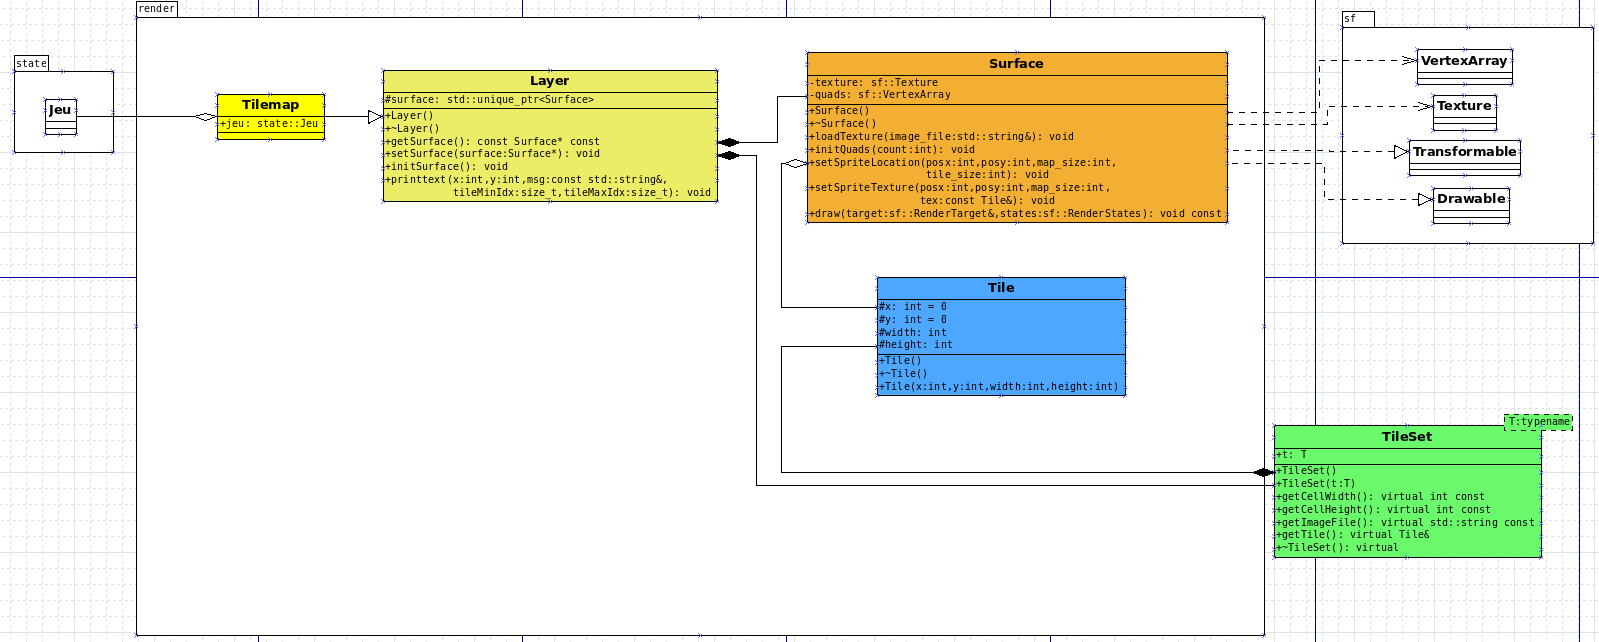 render
state
Jeu
Tilemap
+jeu: state::Jeu
Layer
#surface: std::unique_ptr<Surface>
+Layer()
+~Layer()
+getSurface(): const Surface* const
+setSurface(surface:Surface*): void
+initSurface(): void
+printtext(x:int,y:int,msg:const std::string&,
tileMinIdx:size_t,tileMaxIdx:size_t): void
Surface
-texture: sf::Texture
-quads: sf::VertexArray
+Surface()
+~Surface()
+loadTexture(image_file:std::string&): void
+initQuads(count:int): void
+setSpriteLocation(posx:int,posy:int,map_size:int,
tile_size:int): void
+setSpriteTexture(posx:int,posy:int,map_size:int,
tex:const Tile&): void
+draw(target:sf::RenderTarget&,states:sf::RenderStates): void const
Tile
#x: int = 0
#y: int = 0
#width: int
#height: int
+Tile()
+~Tile()
+Tile(x:int,y:int,width:int,height:int)
sf
VertexArray
Texture
Transformable
Drawable
T:typename
TileSet
+t: T
+TileSet()
+TileSet(t:T)
+getCellWidth(): virtual int const
+getCellHeight(): virtual int const
+getImageFile(): virtual std::string const
+getTile(): virtual Tile&
+~TileSet(): virtual